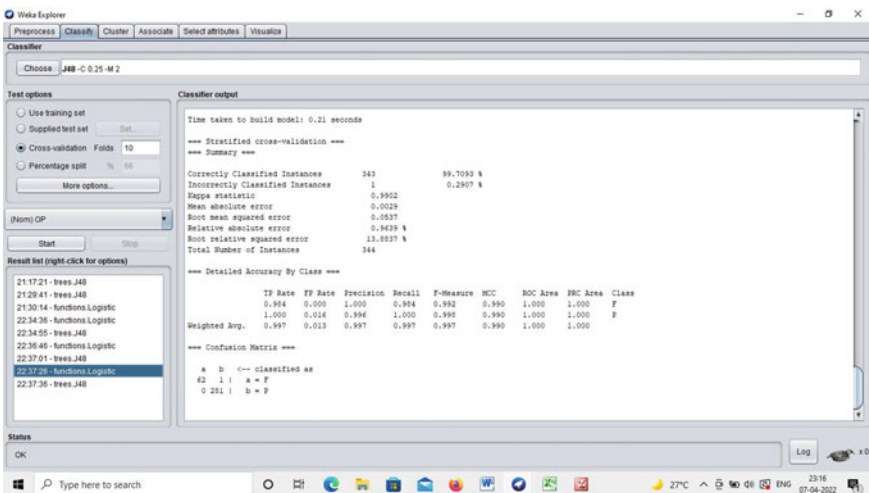 Weka Explorer
Preprocess Classify Cluster Associate Select attributes Visualize
Classifier
Choose J48 -C 0.25 -M 2
Test options
Use training set
Supplied test set Set...
Cross-validation Folds 10
Percentage split % 66
More options...
(Nom) OP
Start Stop
Result list (right-click for options)
21:17:21 - trees.J48
21:29:41 - trees.J48
21:30:14 - functions.Logistic
22:34:36 - functions.Logistic
22:34:55 - trees.J48
22:36:46 - functions.Logistic
22:37:01 - trees.J48
22:37:26 - functions.Logistic
22:37:36 - trees.J48
Classifier output
Time taken to build model: 0.21 seconds
=== Stratified cross-validation ===
=== Summary ===
Correctly Classified Instances 343 99.7093 %
Incorrectly Classified Instances 1 0.2907 %
Kappa statistic 0.9902
Mean absolute error 0.0029
Root mean squared error 0.0537
Relative absolute error 0.9639 %
Root relative squared error 13.8837 %
Total Number of Instances 344
=== Detailed Accuracy By Class ===
TP Rate FP Rate Precision Recall F-Measure MCC ROC Area PRC Area Class
0.984 0.000 1.000 0.984 0.992 0.990 1.000 1.000 F
1.000 0.016 0.996 1.000 0.998 0.990 1.000 1.000 P
Weighted Avg. 0.997 0.013 0.997 0.997 0.997 0.990 1.000 1.000
=== Confusion Matrix ===
a b <-- classified as
62 1 | a = F
0 281 | b = P
Status
OK
Log x 0
Type here to search
27°C ENG 23:16
07-04-2022